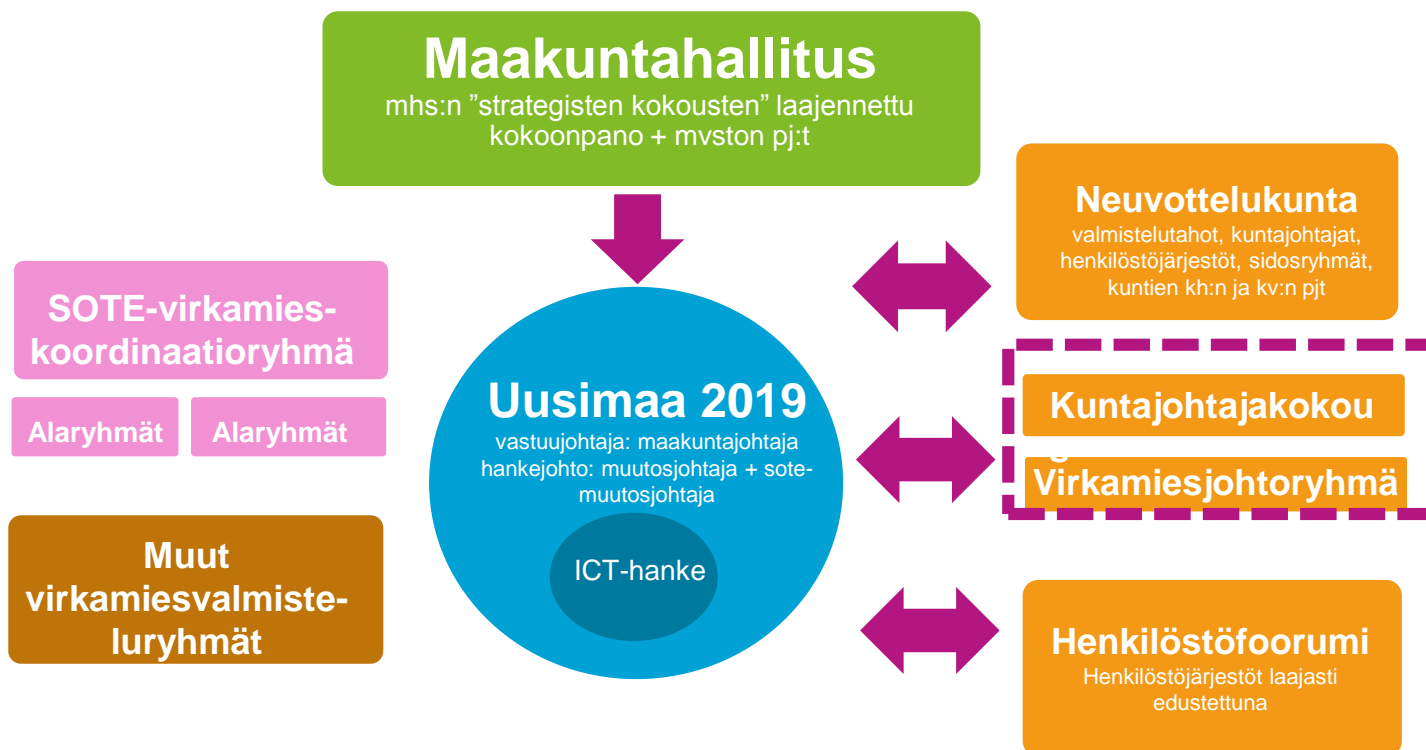 Maakuntahallitus
mhs:n ”strategisten kokousten” laajennettu
kokoonpano + mvston pj:t
Neuvottelukunta
valmistelutahot, kuntajohtajat,
henkilöstöjärjestöt, sidosryhmät,
kuntien kh:n ja kv:n pjt
SOTE-virkamies-
koordinaatioryhmä
Alaryhmät
Alaryhmät
Uusimaa 2019
vastuujohtaja: maakuntajohtaja
hankejohto: muutosjohtaja + sote-
muutosjohtaja
ICT-hanke
Kuntajohtajakokou
Virkamiesjohtoryhmä
Muut
virkamiesvalmiste-
luryhmät
Henkilöstöfoorumi
Henkilöstöjärjestöt laajasti
edustettuna